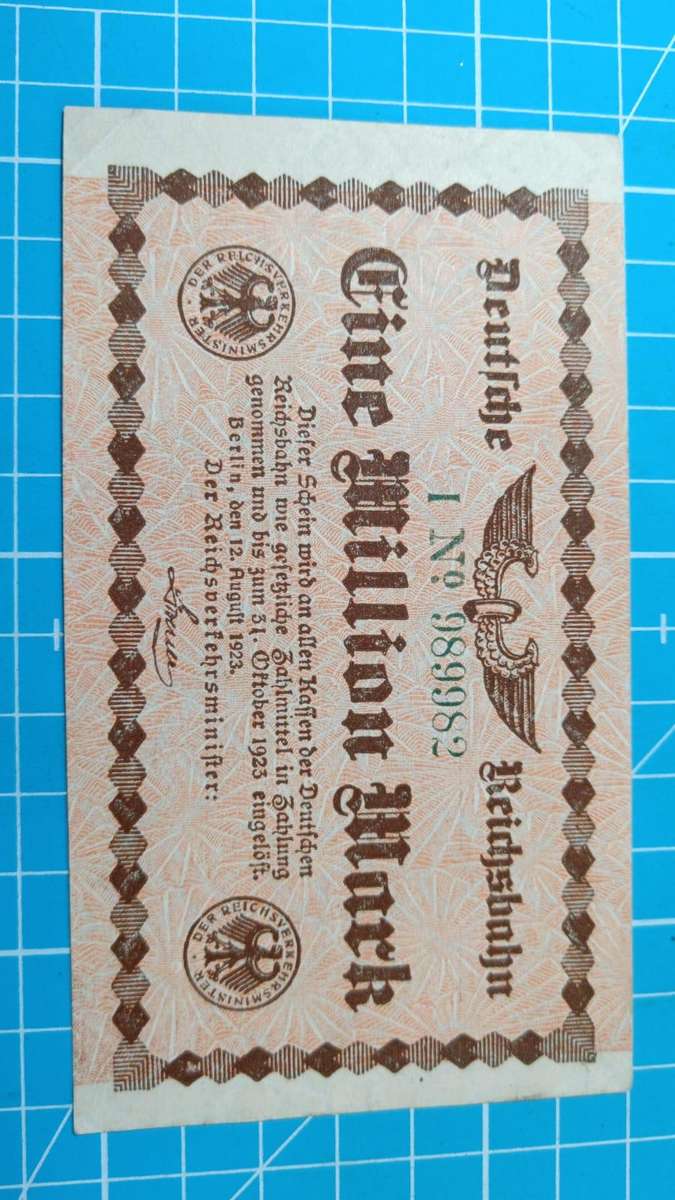 Deutsche Reichsbahn
I No 989982
Eine Million Mark
Dieser Schein wird an allen Kassen der Deutschen
Reichsbahn wie gesetzliche Zahlmittel in Zahlung
genommen und bis zum 31. Oktober 1923 eingelöst.
Berlin, den 12. August 1923.
Der Reichsverkehrsminister:
DER REICHSVERKEHRSMINISTER
DER REICHSVERKEHRSMINISTER